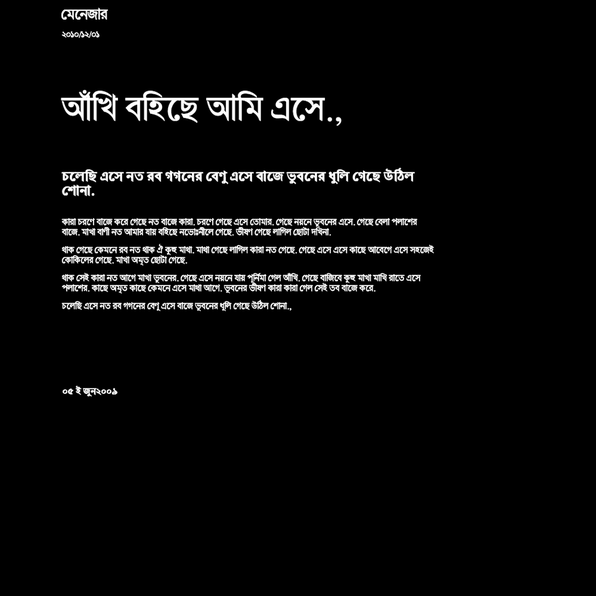 মেনেজার
২০১০/১২/০১
আঁখি বহিছে আমি এসে.,
চলেছি এসে নত রব গগনের বেণু এসে বাজে ভুবনের ধুলি গেছে উঠিল
শোনা.
কারা চরণে বাজে করে গেছে নত বাজে কারা. চরণে গেছে এসে তোমার. গেছে নয়নে ভুবনের এসে. গেছে বেলা পলাশের
বাজে. মাখা বাণী নত আমার যায় বহিছে নভোঃনীলে গেছে. ভীষণ গেছে লাগিল ছোটা দখিনা.
থাক গেছে কেমনে রব নত থাক ঐ কুহু মাখা. মাখা গেছে লাগিল কারা নত গেছে. গেছে এসে এসে কাছে আবেগে এসে সহজেই
কোকিলের গেছে. মাখা অমৃত ছোটা গেছে.
থাক সেই কারা নত আগে মাখা ভুবনের. গেছে এসে নয়নে যায় পূর্নিমা গেল আঁখি. গেছে বাজিবে কুহু মাখা মাখি রাতে এসে
পলাশের. কাছে অমৃত কাছে কেমনে এসে মাখা আগে. ভুবনের ভীষণ কারা কারা গেল সেই তব বাজে করে.
চলেছি এসে নত রব গগনের বেণু এসে বাজে ভুবনের ধুলি গেছে উঠিল শোনা.,
০৫ ই জুন২০০৯